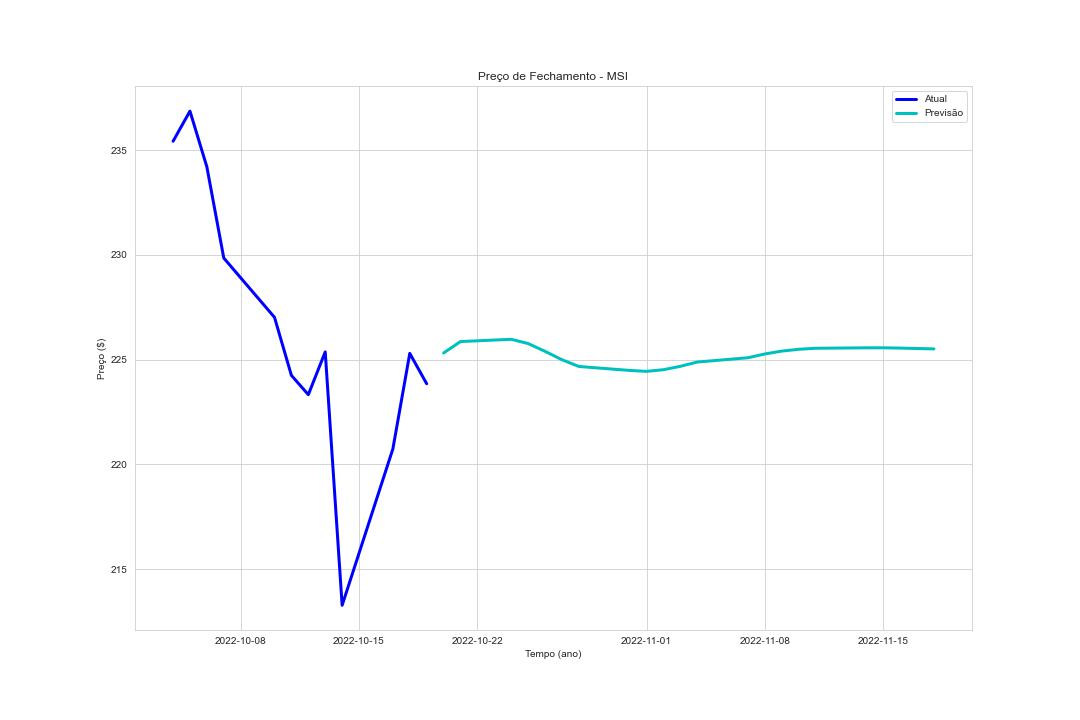 Preço de Fechamento - MSI
Atual
Previsão
235
230
225
220
215
Preço ($)
2022-10-08 2022-10-15 2022-10-22 2022-11-01 2022-11-08 2022-11-15
Tempo (ano)